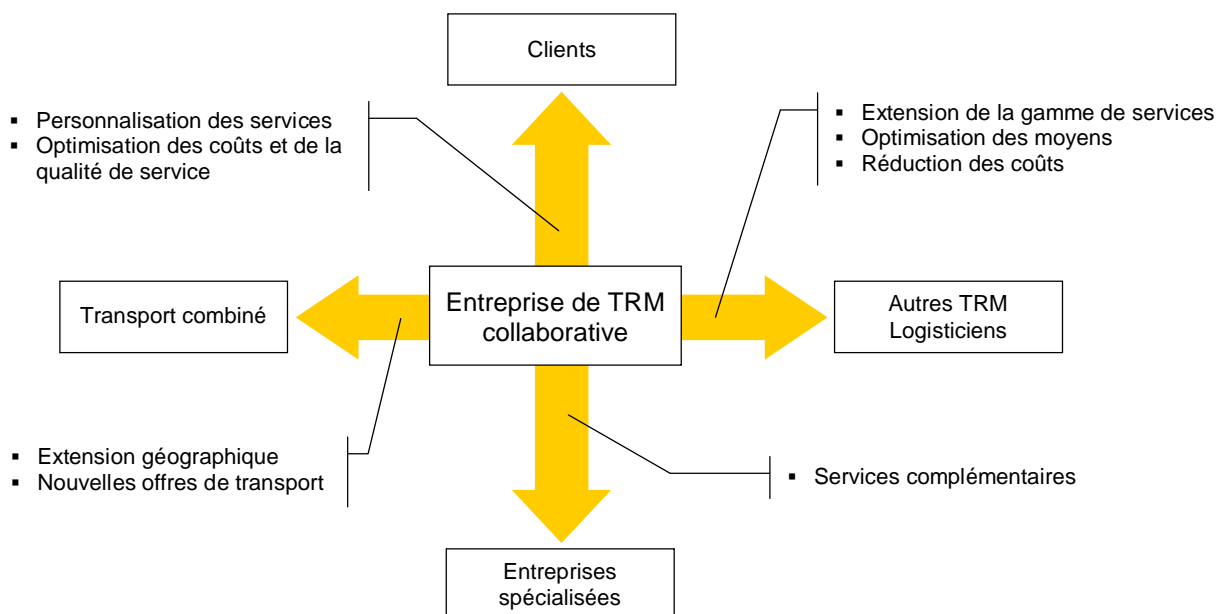 Clients
▪ Personnalisation des services
▪ Optimisation des coûts et de la
qualité de service
▪ Extension de la gamme de services
▪ Optimisation des moyens
▪ Réduction des coûts
Transport combiné
Entreprise de TRM
collaborative
Autres TRM
Logisticiens
▪ Extension géographique
▪ Nouvelles offres de transport
▪ Services complémentaires
Entreprises
spécialisées